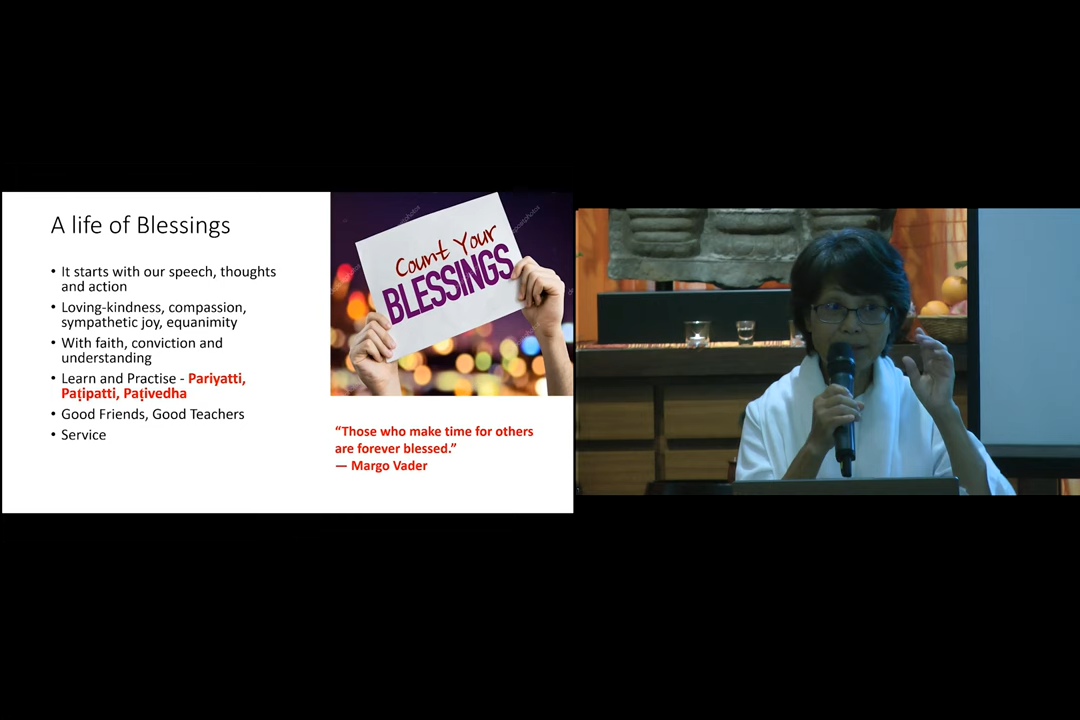 A life of Blessings
• It starts with our speech, thoughts
and action
• Loving-kindness, compassion,
sympathetic joy, equanimity
• With faith, conviction and
understanding
• Learn and Practise - Pariyatti,
Paṭipatti, Paṭivedha
• Good Friends, Good Teachers
• Service
Count Your
BLESSINGS
“Those who make time for others
are forever blessed.”
— Margo Vader